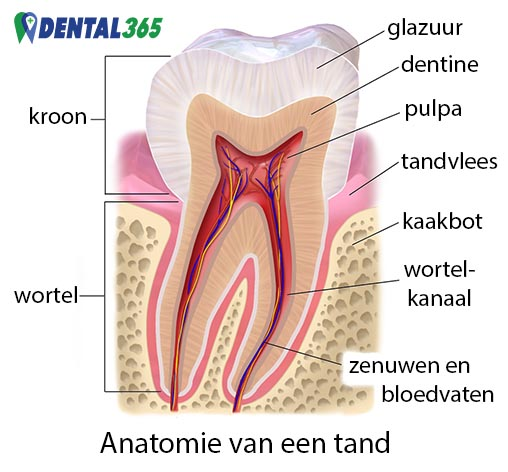 DENTAL365
glazuur
dentine
pulpa
tandvlees
kaakbot
wortel-
kanaal
zenuwen en
bloedvaten
kroon
wortel
Anatomie van een tand